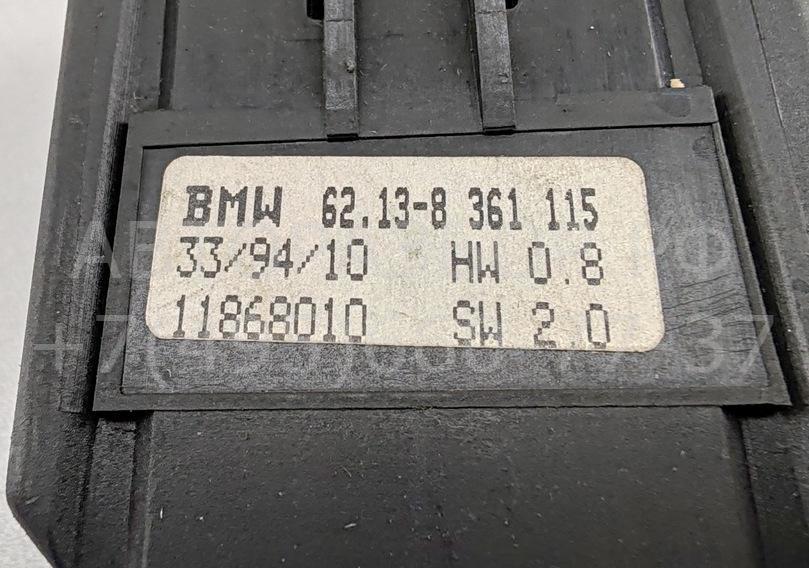 BMW 62.13-8 361 115
33/94/10 HW 0.8
11868010 SW 2.0